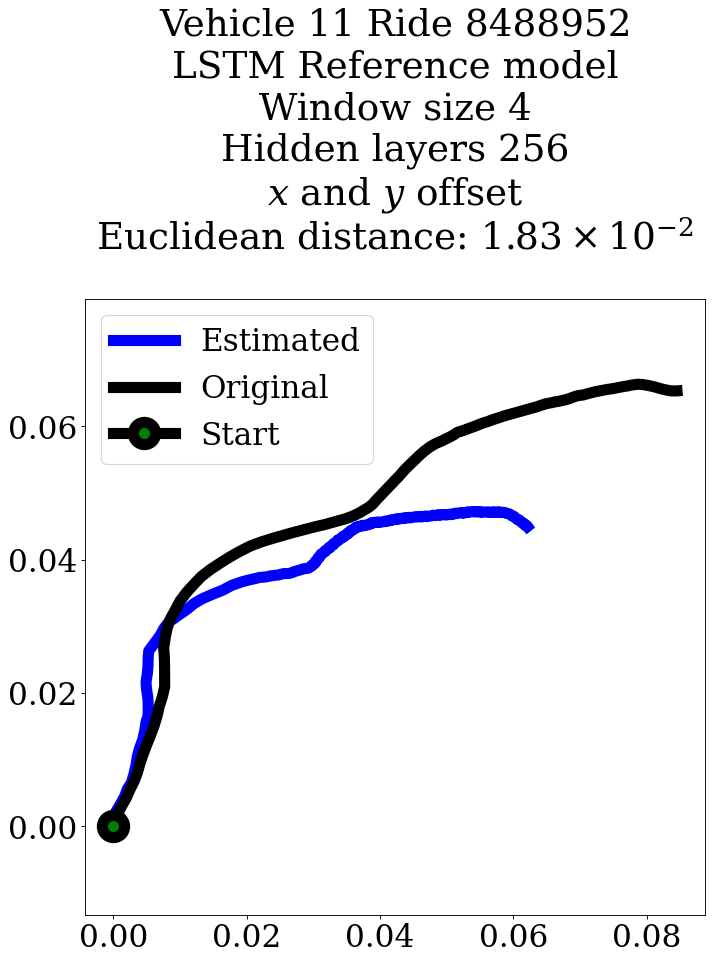 Vehicle 11 Ride 8488952
LSTM Reference model
Window size 4
Hidden layers 256
x and y offset
Euclidean distance: 1.83 × 10⁻²
Estimated
Original
Start
0.06
0.04
0.02
0.00
0.00 0.02 0.04 0.06 0.08